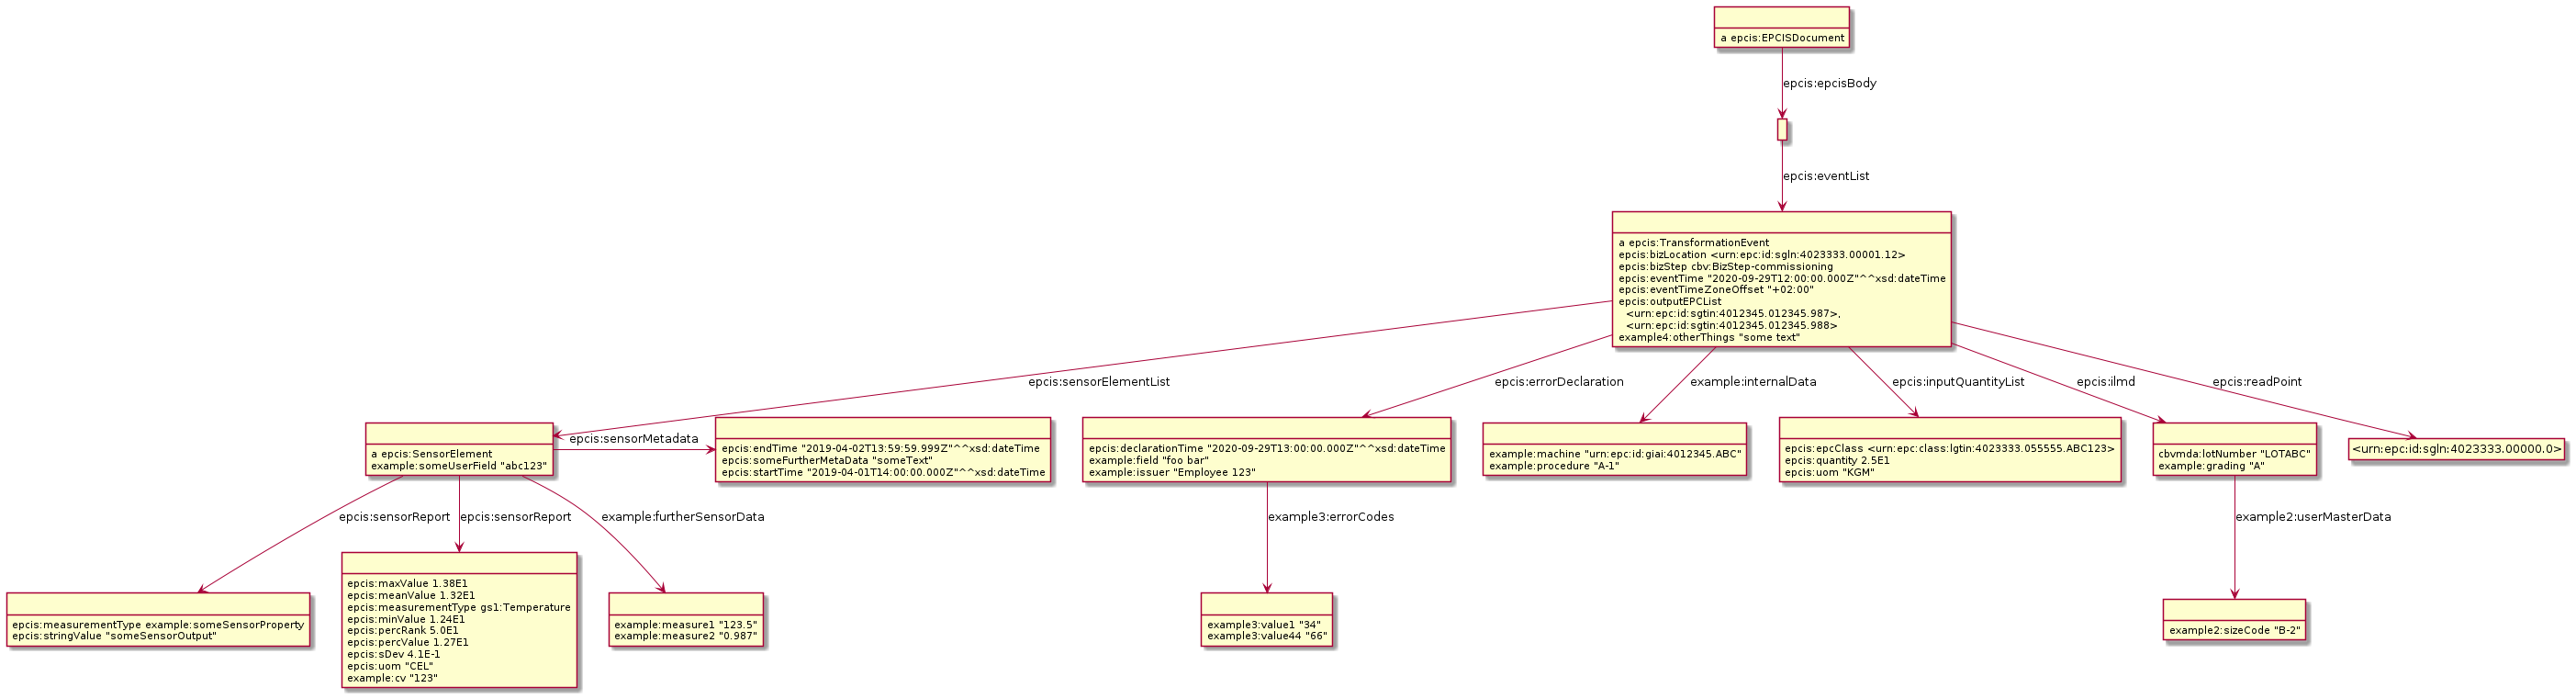 a epcis:EPCISDocument
epcis:epcisBody
epcis:eventList
a epcis:TransformationEvent
epcis:bizLocation <urn:epc:id:sgln:4023333.00001.12>
epcis:bizStep cbv:BizStep-commissioning
epcis:eventTime "2020-09-29T12:00:00.000Z"^^xsd:dateTime
epcis:eventTimeZoneOffset "+02:00"
epcis:outputEPCList
<urn:epc:id:sgtin:4012345.012345.987>,
<urn:epc:id:sgtin:4012345.012345.988>
example4:otherThings "some text"
epcis:sensorElementList
epcis:errorDeclaration
example:internalData
epcis:inputQuantityList
epcis:ilmd
epcis:readPoint
a epcis:SensorElement
example:someUserField "abc123"
epcis:sensorMetadata
epcis:endTime "2019-04-02T13:59:59.999Z"^^xsd:dateTime
epcis:someFurtherMetaData "someText"
epcis:startTime "2019-04-01T14:00:00.000Z"^^xsd:dateTime
epcis:declarationTime "2020-09-29T13:00:00.000Z"^^xsd:dateTime
example:field "foo bar"
example:issuer "Employee 123"
example:machine "urn:epc:id:giai:4012345.ABC"
example:procedure "A-1"
epcis:epcClass <urn:epc:class:lgtin:4023333.055555.ABC123>
epcis:quantity 2.5E1
epcis:uom "KGM"
cbvmda:lotNumber "LOTABC"
example:grading "A"
<urn:epc:id:sgln:4023333.00000.0>
epcis:sensorReport
epcis:sensorReport
example:furtherSensorData
example3:errorCodes
example2:userMasterData
epcis:measurementType example:someSensorProperty
epcis:stringValue "someSensorOutput"
epcis:maxValue 1.38E1
epcis:meanValue 1.32E1
epcis:measurementType gs1:Temperature
epcis:minValue 1.24E1
epcis:percRank 5.0E1
epcis:percValue 1.27E1
epcis:sDev 4.1E-1
epcis:uom "CEL"
example:cv "123"
example:measure1 "123.5"
example:measure2 "0.987"
example3:value1 "34"
example3:value44 "66"
example2:sizeCode "B-2"